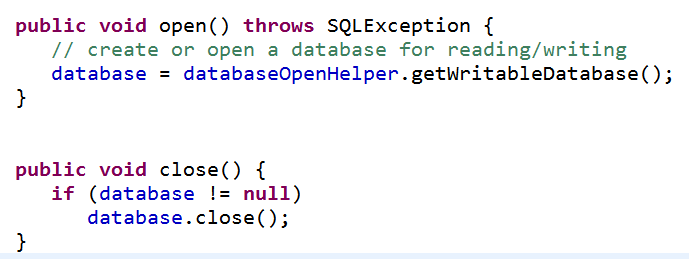 public void open() throws SQLException {
// create or open a database for reading/writing
database = databaseOpenHelper.getWritableDatabase();
}
public void close() {
if (database != null)
database.close();
}